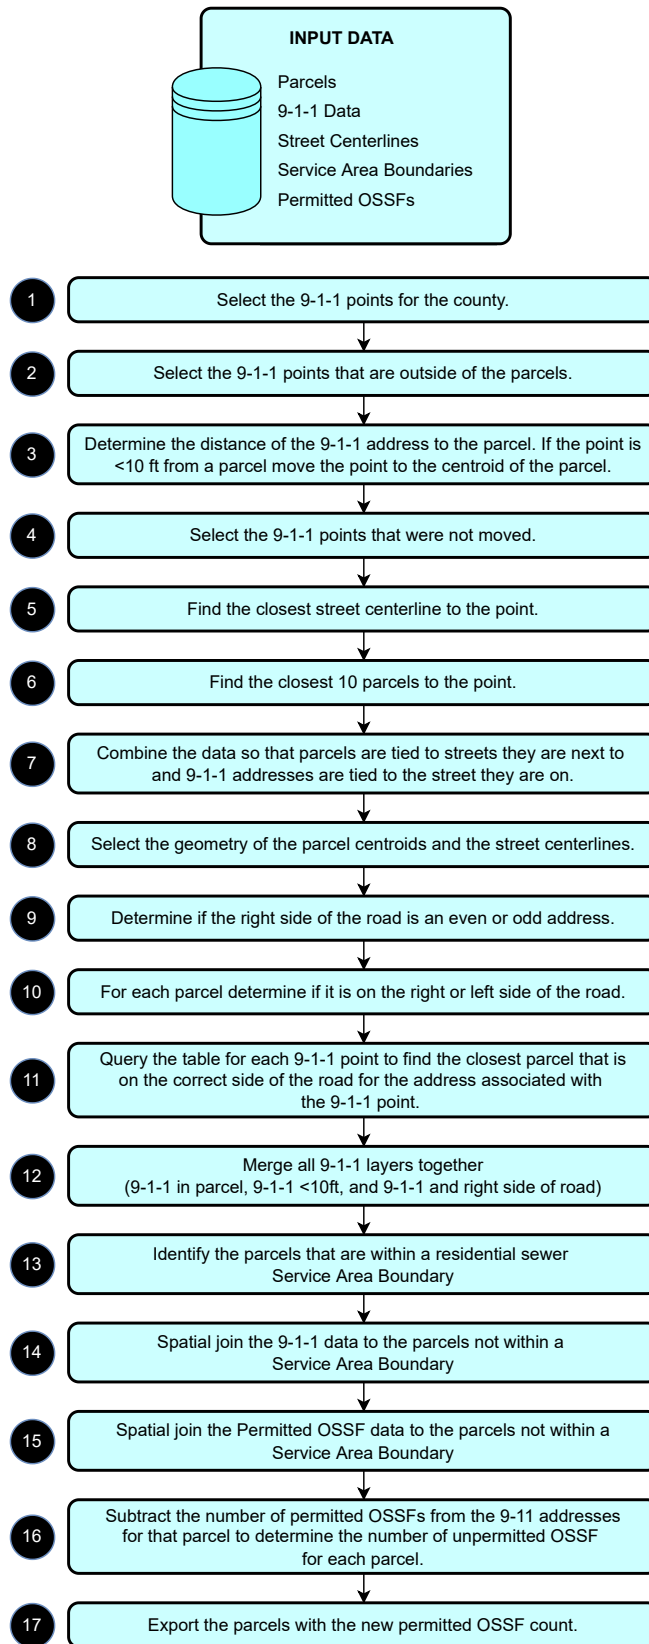 INPUT DATA
Parcels
9-1-1 Data
Street Centerlines
Service Area Boundaries
Permitted OSSFs
1
Select the 9-1-1 points for the county.
2
Select the 9-1-1 points that are outside of the parcels.
3
Determine the distance of the 9-1-1 address to the parcel. If the point is
<10 ft from a parcel move the point to the centroid of the parcel.
4
Select the 9-1-1 points that were not moved.
5
Find the closest street centerline to the point.
6
Find the closest 10 parcels to the point.
7
Combine the data so that parcels are tied to streets they are next to
and 9-1-1 addresses are tied to the street they are on.
8
Select the geometry of the parcel centroids and the street centerlines.
9
Determine if the right side of the road is an even or odd address.
10
For each parcel determine if it is on the right or left side of the road.
11
Query the table for each 9-1-1 point to find the closest parcel that is
on the correct side of the road for the address associated with
the 9-1-1 point.
12
Merge all 9-1-1 layers together
(9-1-1 in parcel, 9-1-1 <10ft, and 9-1-1 and right side of road)
13
Identify the parcels that are within a residential sewer
Service Area Boundary
14
Spatial join the 9-1-1 data to the parcels not within a
Service Area Boundary
15
Spatial join the Permitted OSSF data to the parcels not within a
Service Area Boundary
16
Subtract the number of permitted OSSFs from the 9-11 addresses
for that parcel to determine the number of unpermitted OSSF
for each parcel.
17
Export the parcels with the new permitted OSSF count.